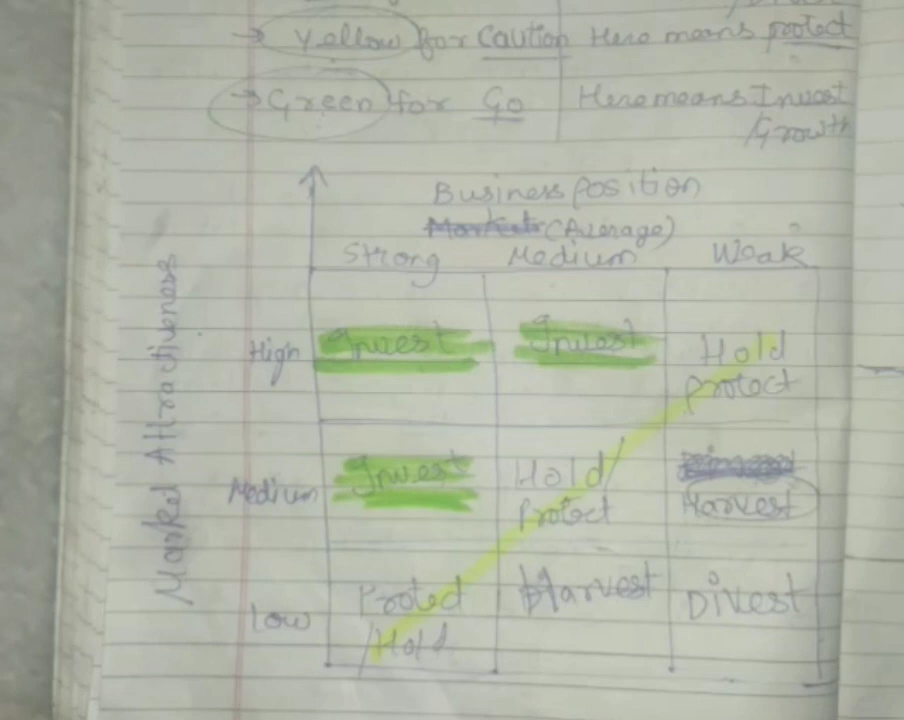 → Yellow for Caution Here means protect
→ Green for Go Here means Invest
/Growth
Business position
(Average)
Strong Medium Weak
Market Attractiveness
High Invest Invest Hold
protect
Medium Invest Hold/
Protect Harvest
Low Protect Harvest Divest
/Hold